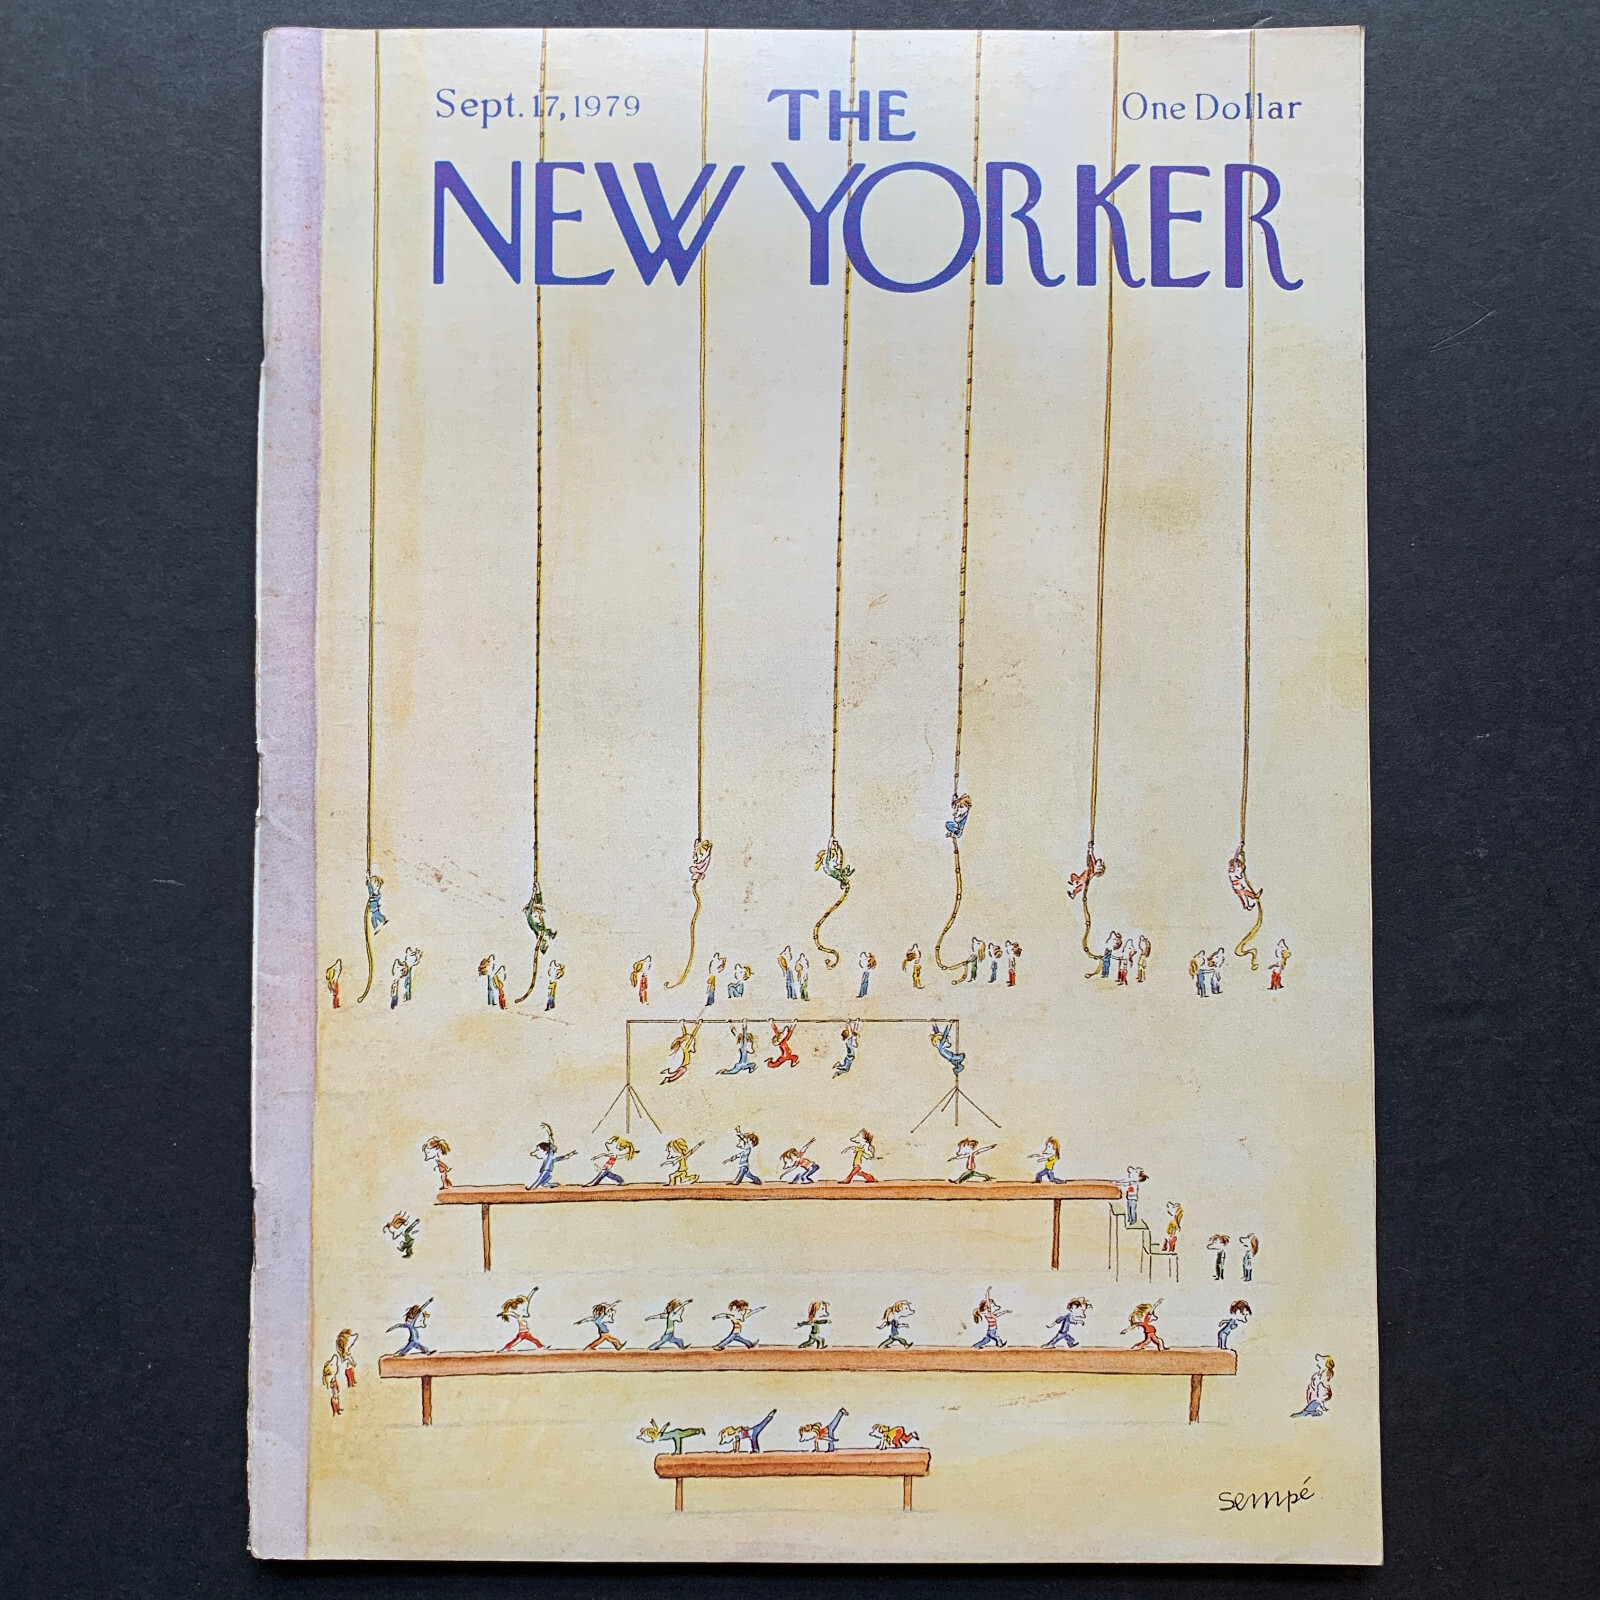 Sept. 17, 1979
THE
One Dollar
NEW YORKER
sempé